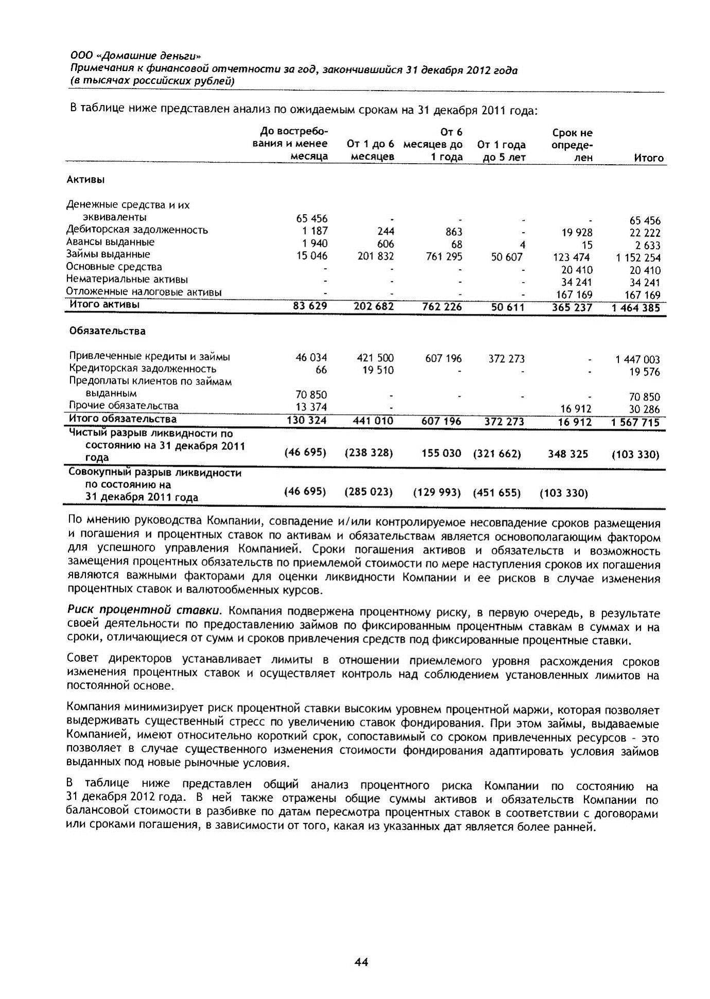 ООО «Домашние деньги»
Примечания к финансовой отчетности за год, закончившийся 31 декабря 2012 года
(в тысячах российских рублей)
В таблице ниже представлен анализ по ожидаемым срокам на 31 декабря 2011 года:
До востребо-
вания и менее
месяца
От 1 до 6
месяцев
От 6
месяцев до
1 года
От 1 года
до 5 лет
Срок не
опреде-
лен
Итого
Активы
Денежные средства и их
эквиваленты 65 456 - - - - 65 456
Дебиторская задолженность 1 187 244 863 - 19 928 22 222
Авансы выданные 1 940 606 68 4 15 2 633
Займы выданные 15 046 201 832 761 295 50 607 123 474 1 152 254
Основные средства - - - - 20 410 20 410
Нематериальные активы - - - - 34 241 34 241
Отложенные налоговые активы - - - - 167 169 167 169
Итого активы 83 629 202 682 762 226 50 611 365 237 1 464 385
Обязательства
Привлеченные кредиты и займы 46 034 421 500 607 196 372 273 - 1 447 003
Кредиторская задолженность 66 19 510 - - - 19 576
Предоплаты клиентов по займам
выданным 70 850 - - - - 70 850
Прочие обязательства 13 374 - 16 912 30 286
Итого обязательства 130 324 441 010 607 196 372 273 16 912 1 567 715
Чистый разрыв ликвидности по
состоянию на 31 декабря 2011
года (46 695) (238 328) 155 030 (321 662) 348 325 (103 330)
Совокупный разрыв ликвидности
по состоянию на
31 декабря 2011 года (46 695) (285 023) (129 993) (451 655) (103 330)
По мнению руководства Компании, совпадение и/или контролируемое несовпадение сроков размещения
и погашения и процентных ставок по активам и обязательствам является основополагающим фактором
для успешного управления Компанией. Сроки погашения активов и обязательств и возможность
замещения процентных обязательств по приемлемой стоимости по мере наступления сроков их погашения
являются важными факторами для оценки ликвидности Компании и ее рисков в случае изменения
процентных ставок и валютообменных курсов.
Риск процентной ставки. Компания подвержена процентному риску, в первую очередь, в результате
своей деятельности по предоставлению займов по фиксированным процентным ставкам в суммах и на
сроки, отличающиеся от сумм и сроков привлечения средств под фиксированные процентные ставки.
Совет директоров устанавливает лимиты в отношении приемлемого уровня расхождения сроков
изменения процентных ставок и осуществляет контроль над соблюдением установленных лимитов на
постоянной основе.
Компания минимизирует риск процентной ставки высоким уровнем процентной маржи, которая позволяет
выдерживать существенный стресс по увеличению ставок фондирования. При этом займы, выдаваемые
Компанией, имеют относительно короткий срок, сопоставимый со сроком привлеченных ресурсов - это
позволяет в случае существенного изменения стоимости фондирования адаптировать условия займов
выданных под новые рыночные условия.
В таблице ниже представлен общий анализ процентного риска Компании по состоянию на
31 декабря 2012 года. В ней также отражены общие суммы активов и обязательств Компании по
балансовой стоимости в разбивке по датам пересмотра процентных ставок в соответствии с договорами
или сроками погашения, в зависимости от того, какая из указанных дат является более ранней.
44